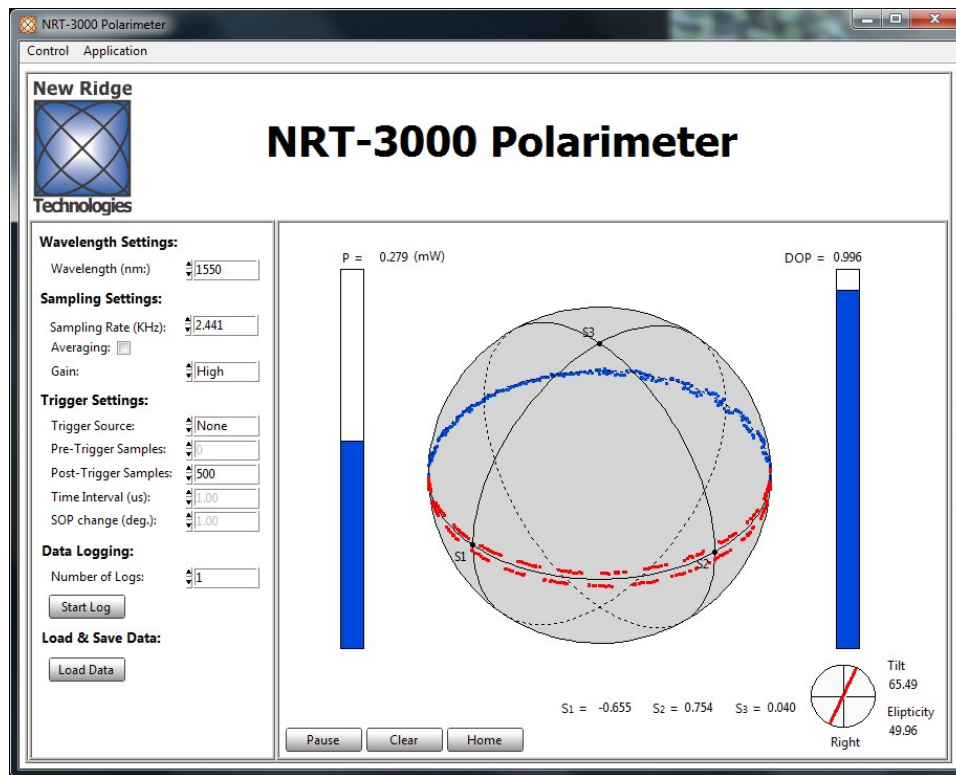 NRT-3000 Polarimeter
Control Application
New Ridge
Technologies
NRT-3000 Polarimeter
Wavelength Settings:
Wavelength (nm:) 1550
Sampling Settings:
Sampling Rate (KHz): 2.441
Averaging:
Gain: High
Trigger Settings:
Trigger Source: None
Pre-Trigger Samples: 0
Post-Trigger Samples: 500
Time Interval (us): 1.00
SOP change (deg.): 1.00
Data Logging:
Number of Logs: 1
Start Log
Load & Save Data:
Load Data
P = 0.279 (mW)
DOP = 0.996
S3
S1
S2
S1 = -0.655 S2 = 0.754 S3 = 0.040
Tilt
65.49
Elipticity
49.96
Right
Pause Clear Home